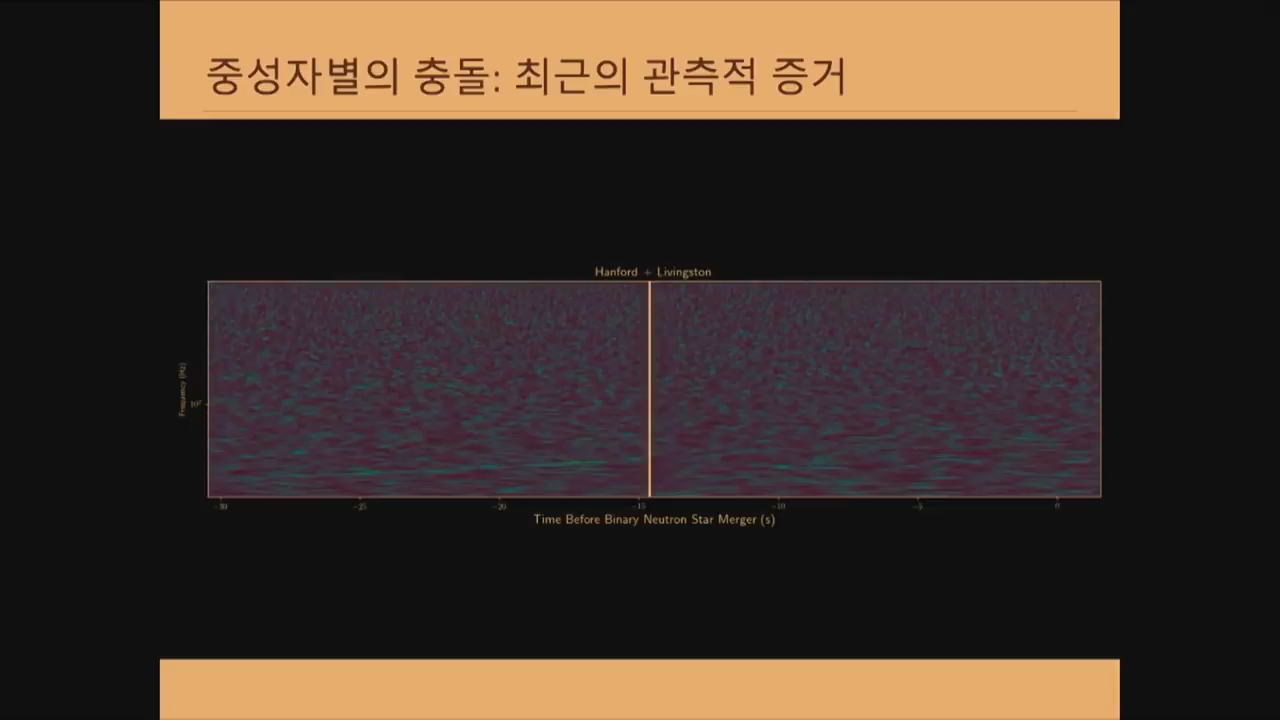 중성자별의 충돌: 최근의 관측적 증거
Hanford + Livingston
Frequency (Hz)
10²
-30 -25 -20 -15 -10 -5 0
Time Before Binary Neutron Star Merger (s)